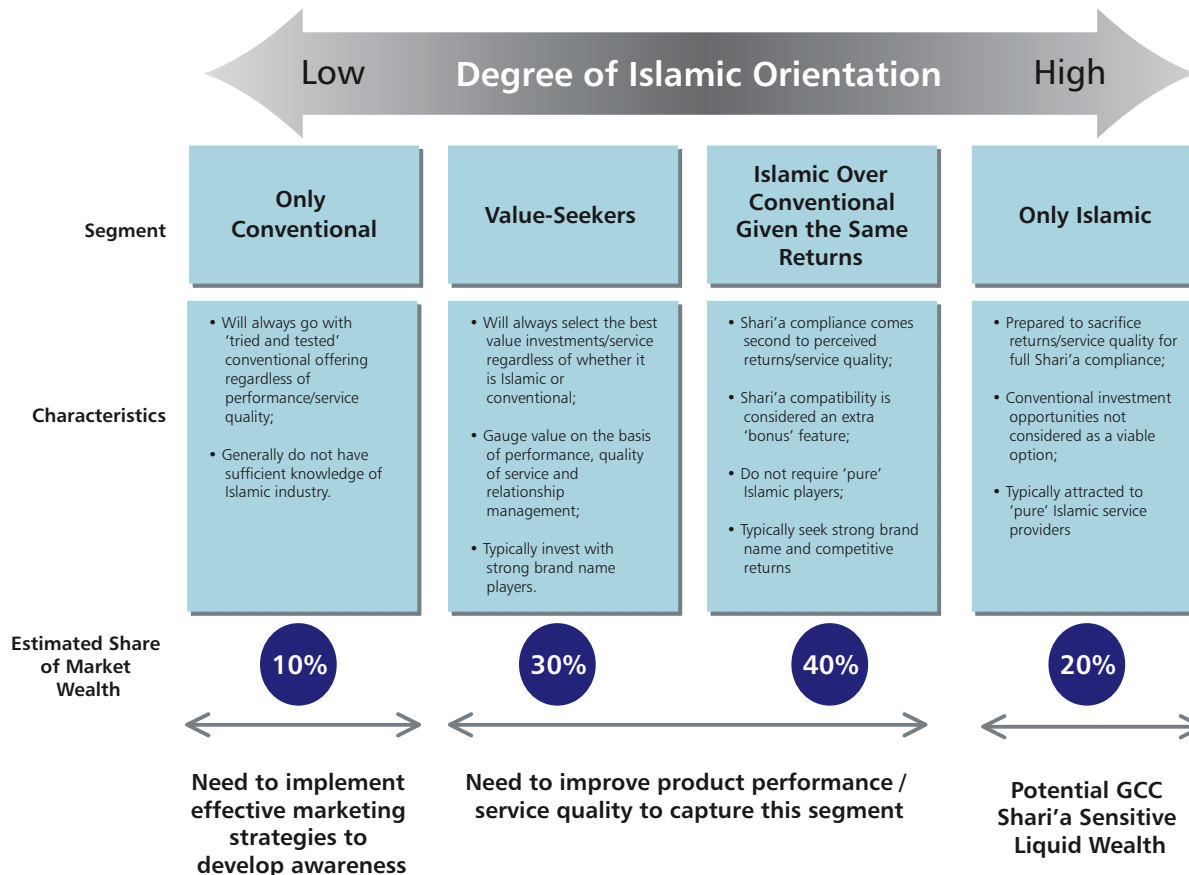 Low
Degree of Islamic Orientation
High
Segment
Only
Conventional
Value-Seekers
Islamic Over
Conventional
Given the Same
Returns
Only Islamic
Characteristics
• Will always go with
‘tried and tested’
conventional offering
regardless of
performance/service
quality;
• Generally do not have
sufficient knowledge of
Islamic industry.
• Will always select the best
value investments/service
regardless of whether it
is Islamic or
conventional;
• Gauge value on the basis
of performance, quality
of service and
relationship
management;
• Typically invest with
strong brand name
players.
• Shari’a compliance comes
second to perceived
returns/service quality;
• Shari’a compatibility is
considered an extra
‘bonus’ feature;
• Do not require ‘pure’
Islamic players;
• Typically seek strong brand
name and competitive
returns
• Prepared to sacrifice
returns/service quality for
full Shari’a compliance;
• Conventional investment
opportunities not
considered as a viable
option;
• Typically attracted to
‘pure’ Islamic service
providers
Estimated Share
of Market
Wealth
10%
30%
40%
20%
Need to implement
effective marketing
strategies to
develop awareness
Need to improve product performance /
service quality to capture this segment
Potential GCC
Shari’a Sensitive
Liquid Wealth